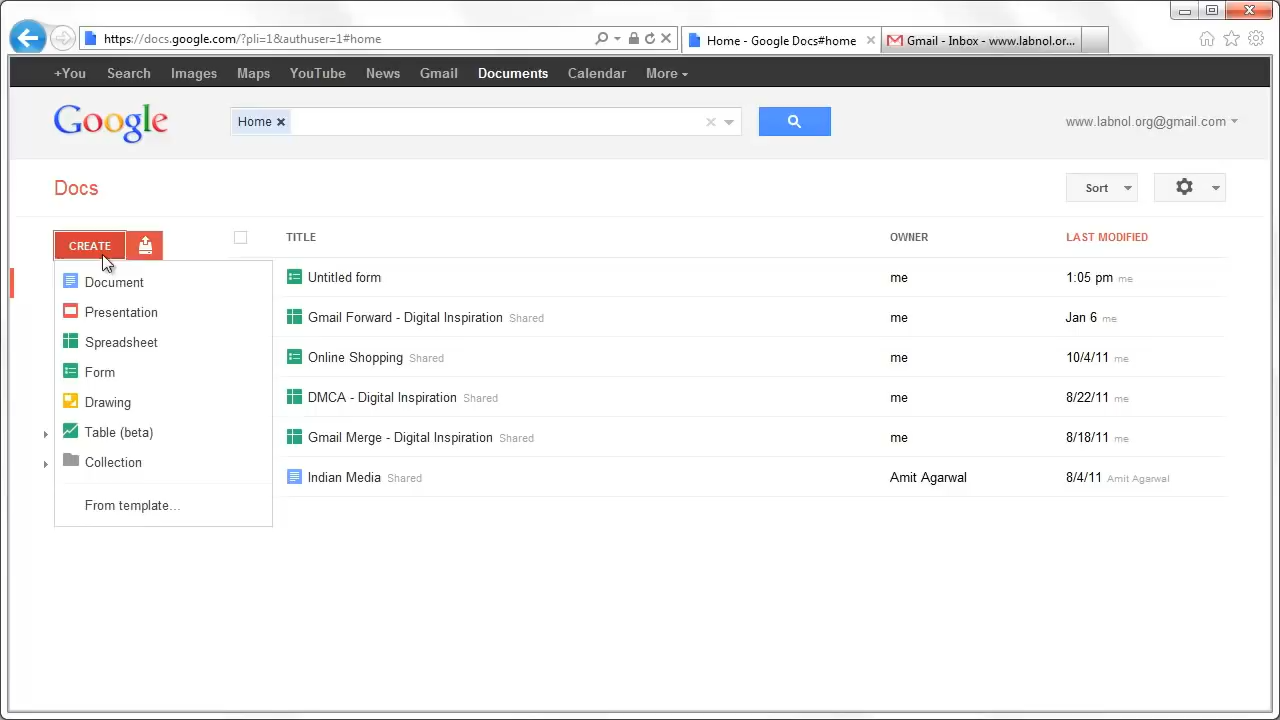 https://docs.google.com/?pli=1&authuser=1#home
Home - Google Docs#home
Gmail - Inbox - www.labnol.or...
+You Search Images Maps YouTube News Gmail Documents Calendar More
Google
Home
www.labnol.org@gmail.com
Docs
Sort
CREATE
TITLE OWNER LAST MODIFIED
Document
Presentation
Spreadsheet
Form
Drawing
Table (beta)
Collection
From template...
Untitled form me 1:05 pm me
Gmail Forward - Digital Inspiration Shared me Jan 6 me
Online Shopping Shared me 10/4/11 me
DMCA - Digital Inspiration Shared me 8/22/11 me
Gmail Merge - Digital Inspiration Shared me 8/18/11 me
Indian Media Shared Amit Agarwal 8/4/11 Amit Agarwal